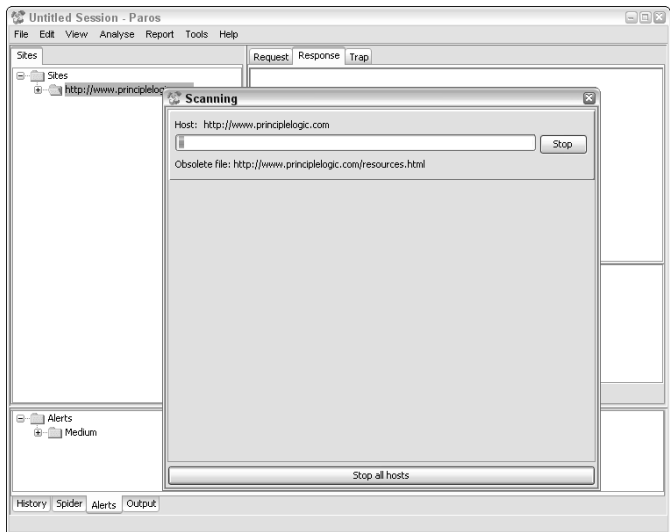 Untitled Session - Paros
File Edit View Analyse Report Tools Help
Sites
Request Response Trap
Sites
http://www.principlelogic
Scanning
Host: http://www.principlelogic.com
Stop
Obsolete file: http://www.principlelogic.com/resources.html
Stop all hosts
Alerts
Medium
History Spider Alerts Output